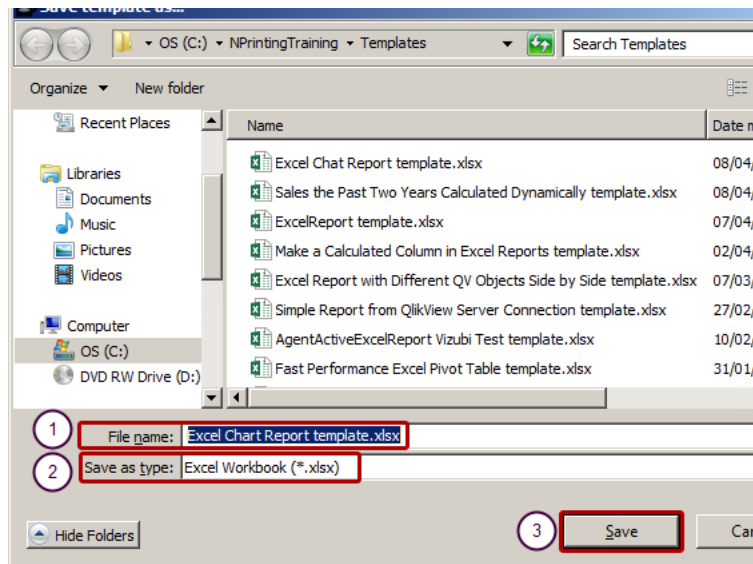 Save template as...
OS (C:) NPrintingTraining Templates
Search Templates
Organize New folder
Recent Places
Libraries
Documents
Music
Pictures
Videos
Computer
OS (C:)
DVD RW Drive (D:)
Name Date m
Excel Chat Report template.xlsx 08/04/
Sales the Past Two Years Calculated Dynamically template.xlsx 08/04/
ExcelReport template.xlsx 07/04/
Make a Calculated Column in Excel Reports template.xlsx 02/04/
Excel Report with Different QV Objects Side by Side template.xlsx 07/03/
Simple Report from QlikView Server Connection template.xlsx 27/02/
AgentActiveExcelReport Vizubi Test template.xlsx 10/02/
Fast Performance Excel Pivot Table template.xlsx 31/01/
1 File name: Excel Chart Report template.xlsx
2 Save as type: Excel Workbook (*.xlsx)
Hide Folders 3 Save Can